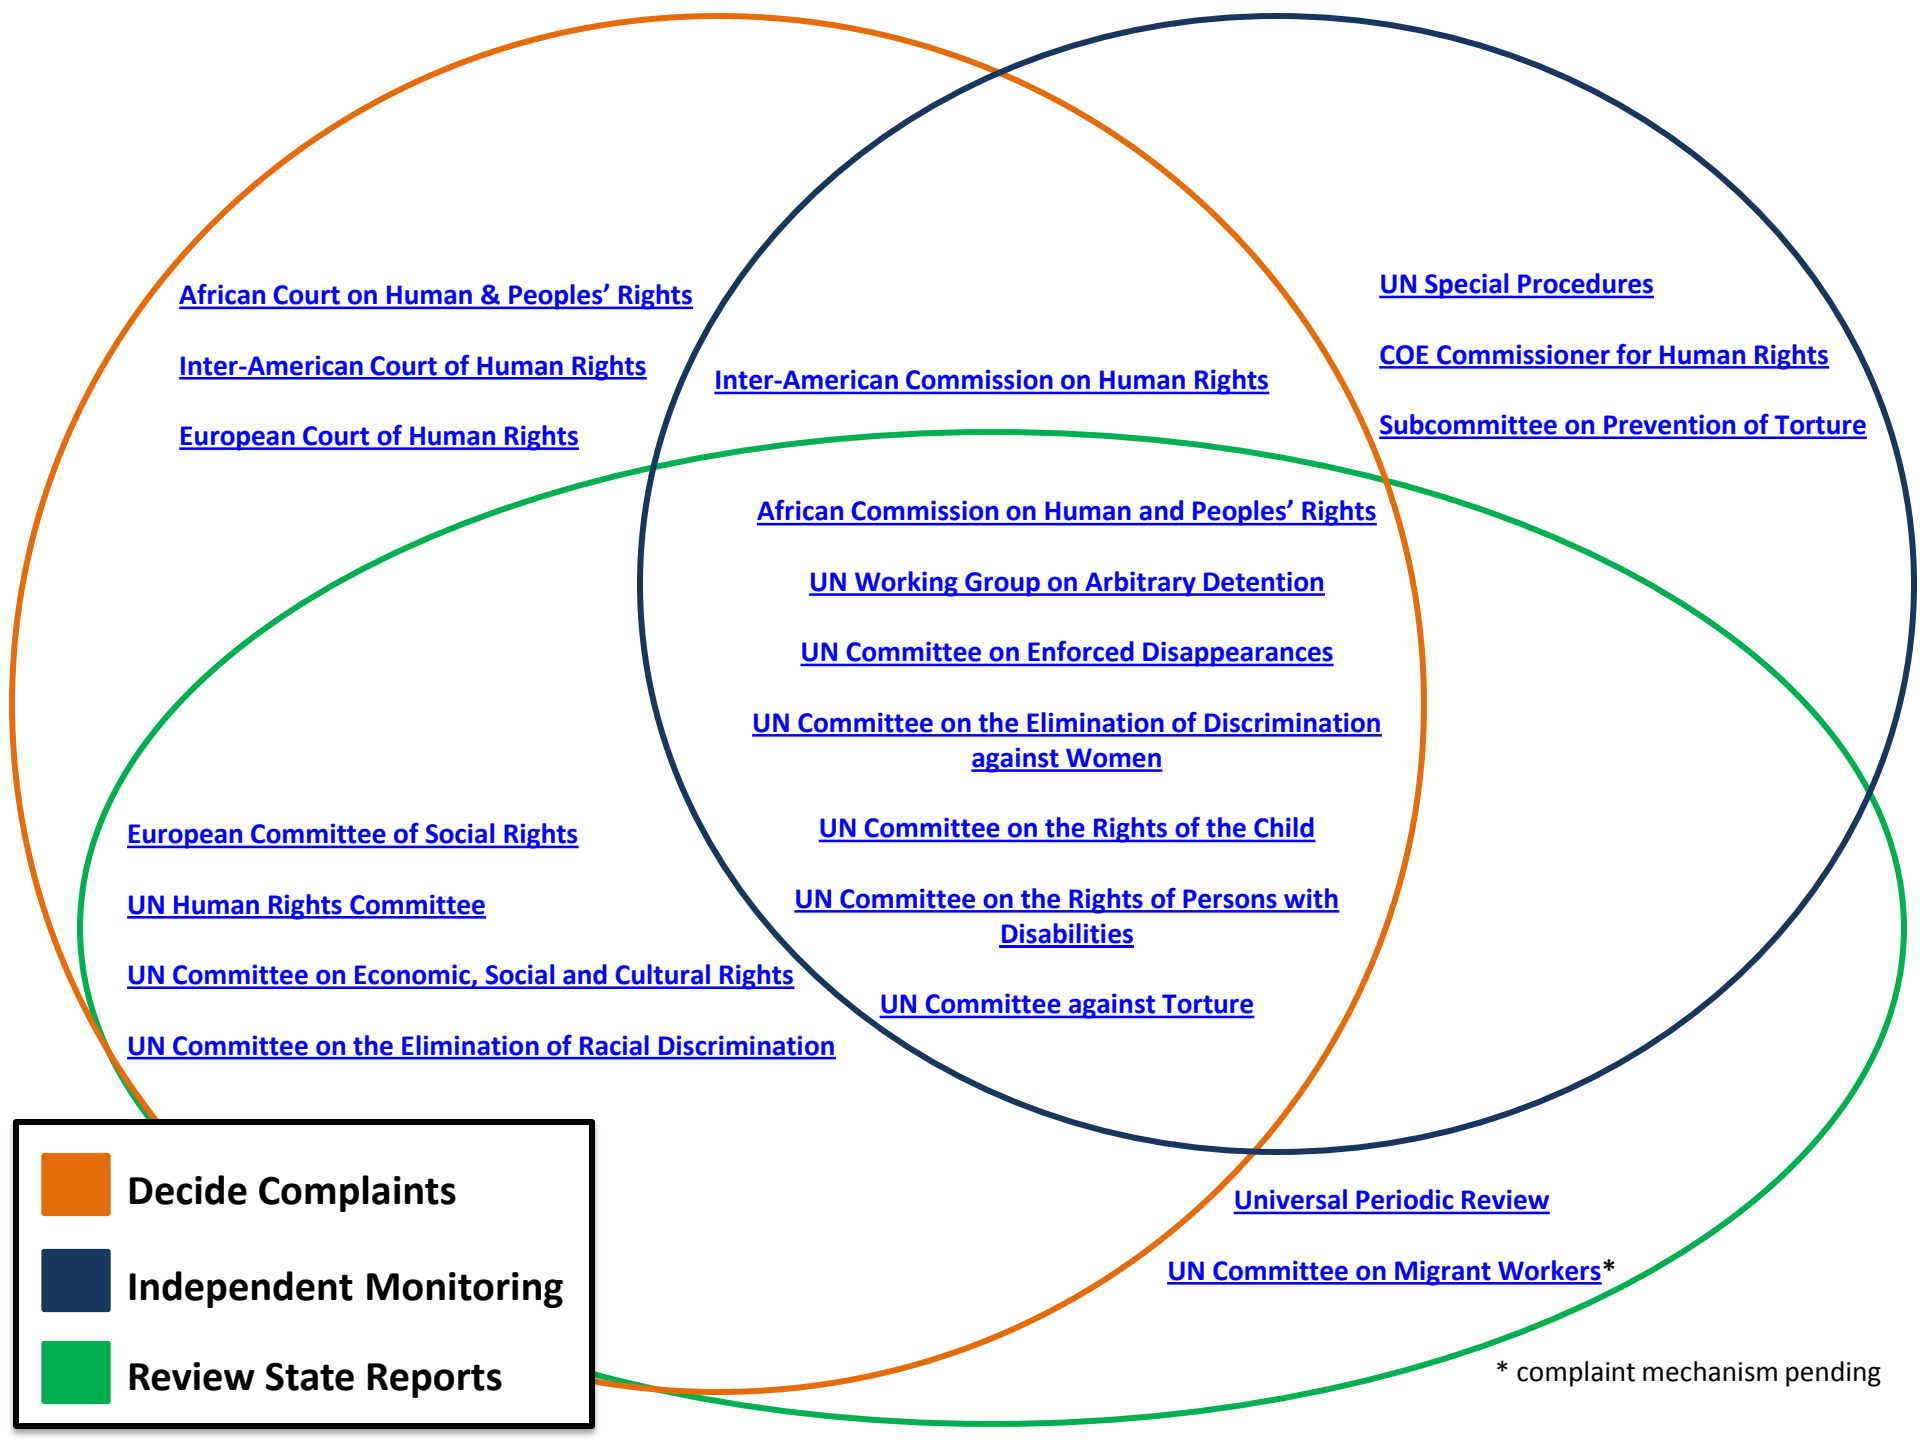 African Court on Human & Peoples’ Rights
Inter-American Court of Human Rights
European Court of Human Rights
Inter-American Commission on Human Rights
UN Special Procedures
COE Commissioner for Human Rights
Subcommittee on Prevention of Torture
African Commission on Human and Peoples’ Rights
UN Working Group on Arbitrary Detention
UN Committee on Enforced Disappearances
UN Committee on the Elimination of Discrimination
against Women
UN Committee on the Rights of the Child
UN Committee on the Rights of Persons with
Disabilities
UN Committee against Torture
European Committee of Social Rights
UN Human Rights Committee
UN Committee on Economic, Social and Cultural Rights
UN Committee on the Elimination of Racial Discrimination
Universal Periodic Review
UN Committee on Migrant Workers*
* complaint mechanism pending
Decide Complaints
Independent Monitoring
Review State Reports